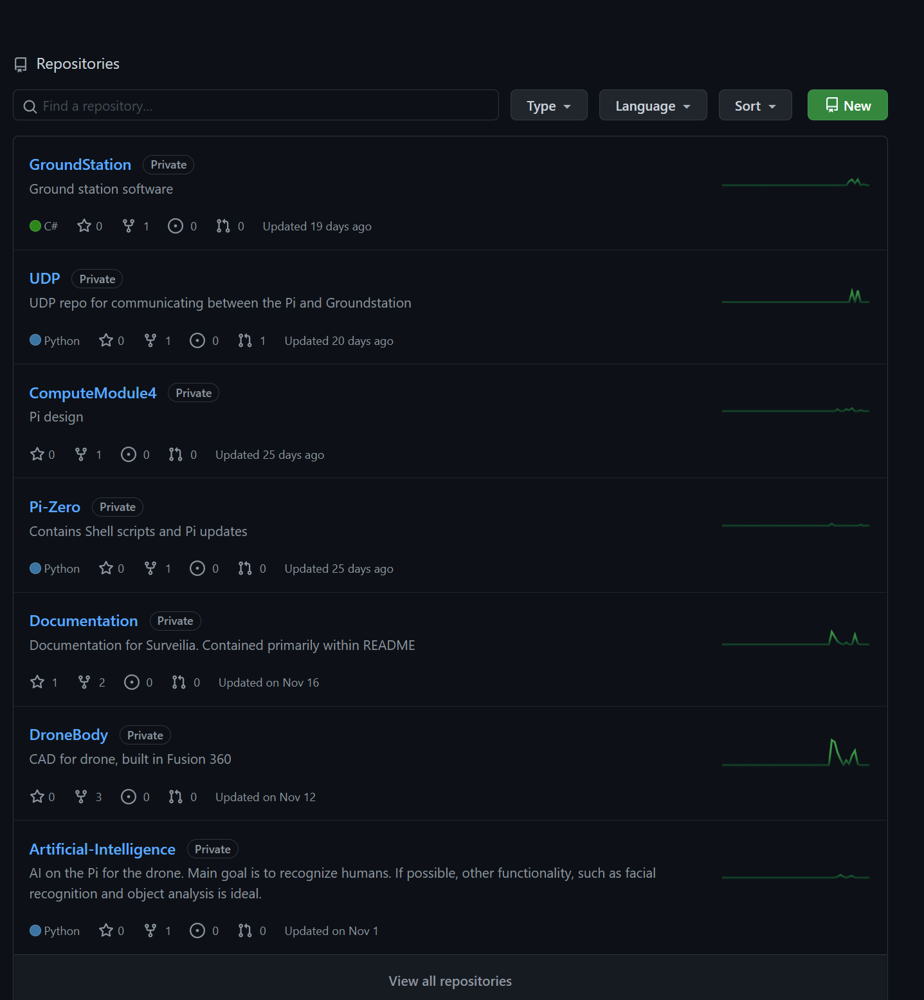 Repositories
Find a repository...
Type
Language
Sort
New
GroundStation Private
Ground station software
C# 0 1 0 0 Updated 19 days ago
UDP Private
UDP repo for communicating between the Pi and Groundstation
Python 0 1 0 1 Updated 20 days ago
ComputeModule4 Private
Pi design
0 1 0 0 Updated 25 days ago
Pi-Zero Private
Contains Shell scripts and Pi updates
Python 0 1 0 0 Updated 25 days ago
Documentation Private
Documentation for Surveilia. Contained primarily within README
1 2 0 0 Updated on Nov 16
DroneBody Private
CAD for drone, built in Fusion 360
0 3 0 0 Updated on Nov 12
Artificial-Intelligence Private
AI on the Pi for the drone. Main goal is to recognize humans. If possible, other functionality, such as facial
recognition and object analysis is ideal.
Python 0 1 0 0 Updated on Nov 1
View all repositories